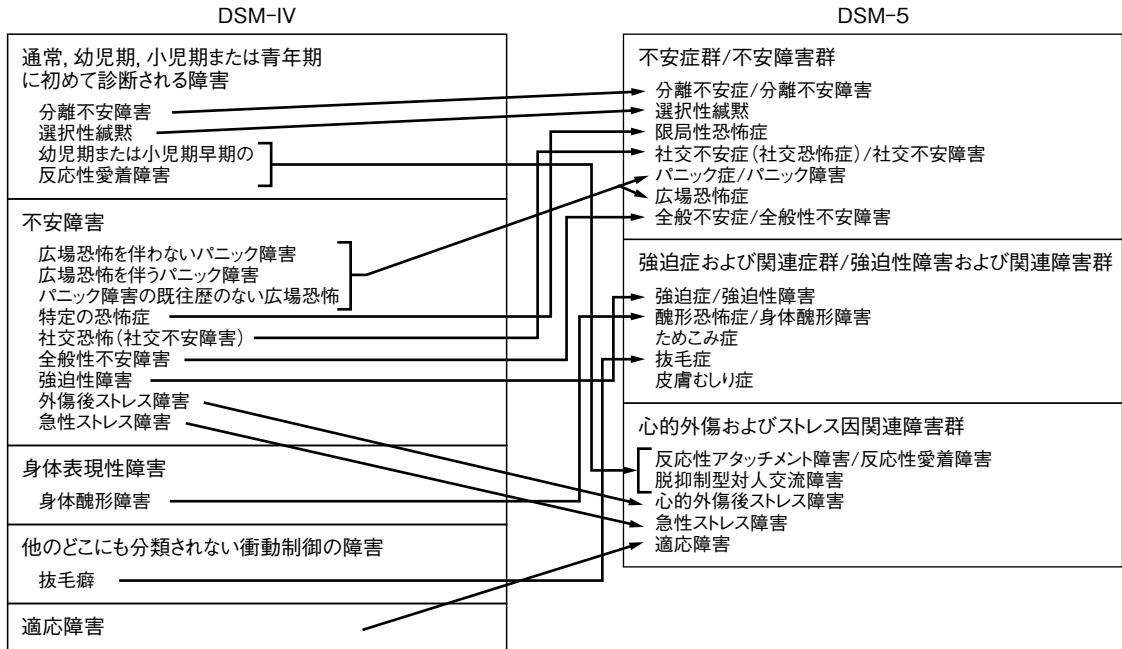 DSM-IV
通常, 幼児期, 小児期または青年期
に初めて診断される障害
分離不安障害
選択性緘黙
幼児期または小児期早期の
反応性愛着障害
不安障害
広場恐怖を伴わないパニック障害
広場恐怖を伴うパニック障害
パニック障害の既往歴のない広場恐怖
特定の恐怖症
社交恐怖(社交不安障害)
全般性不安障害
強迫性障害
外傷後ストレス障害
急性ストレス障害
身体表現性障害
身体醜形障害
他のどこにも分類されない衝動制御の障害
抜毛癖
適応障害
DSM-5
不安症群/不安障害群
分離不安症/分離不安障害
選択性緘黙
限局性恐怖症
社交不安症(社交恐怖症)/社交不安障害
パニック症/パニック障害
広場恐怖症
全般不安症/全般性不安障害
強迫症および関連症群/強迫性障害および関連障害群
強迫症/強迫性障害
醜形恐怖症/身体醜形障害
ためこみ症
抜毛症
皮膚むしり症
心的外傷およびストレス因関連障害群
反応性アタッチメント障害/反応性愛着障害
脱抑制型対人交流障害
心的外傷後ストレス障害
急性ストレス障害
適応障害